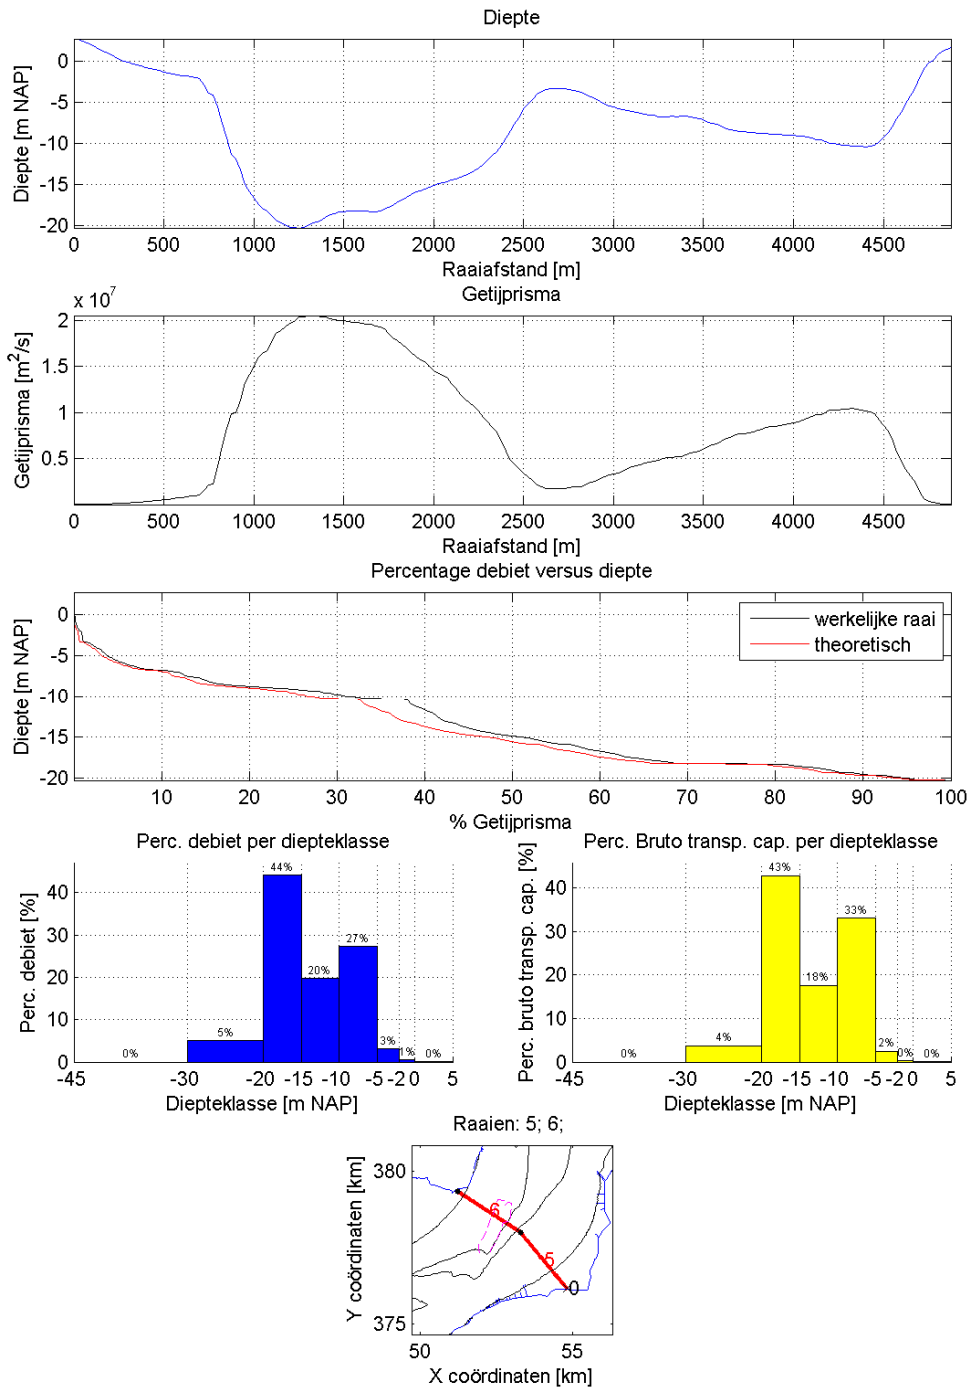 Diepte
Diepte [m NAP]
0
-5
-10
-15
-20
0 500 1000 1500 2000 2500 3000 3500 4000 4500
Raaiafstand [m]
Getijprisma
x 10^7
Getijprisma [m^2/s]
2
1.5
1
0.5
0 500 1000 1500 2000 2500 3000 3500 4000 4500
Raaiafstand [m]
Percentage debiet versus diepte
Diepte [m NAP]
0
-5
-10
-15
-20
werkelijke raai
theoretisch
10 20 30 40 50 60 70 80 90 100
% Getijprisma
Perc. debiet per diepteklasse
Perc. debiet [%]
40
30
20
10
0
0% 5% 44% 20% 27% 3% 1% 0%
-45 -30 -20 -15 -10 -5 -2 0 5
Diepteklasse [m NAP]
Perc. Bruto transp. cap. per diepteklasse
Perc. bruto transp. cap. [%]
40
30
20
10
0
0% 4% 43% 18% 33% 2% 0% 0%
-45 -30 -20 -15 -10 -5 -2 0 5
Diepteklasse [m NAP]
Raaien: 5; 6;
Y coördinaten [km]
380
375
6
5
0
50 55
X coördinaten [km]